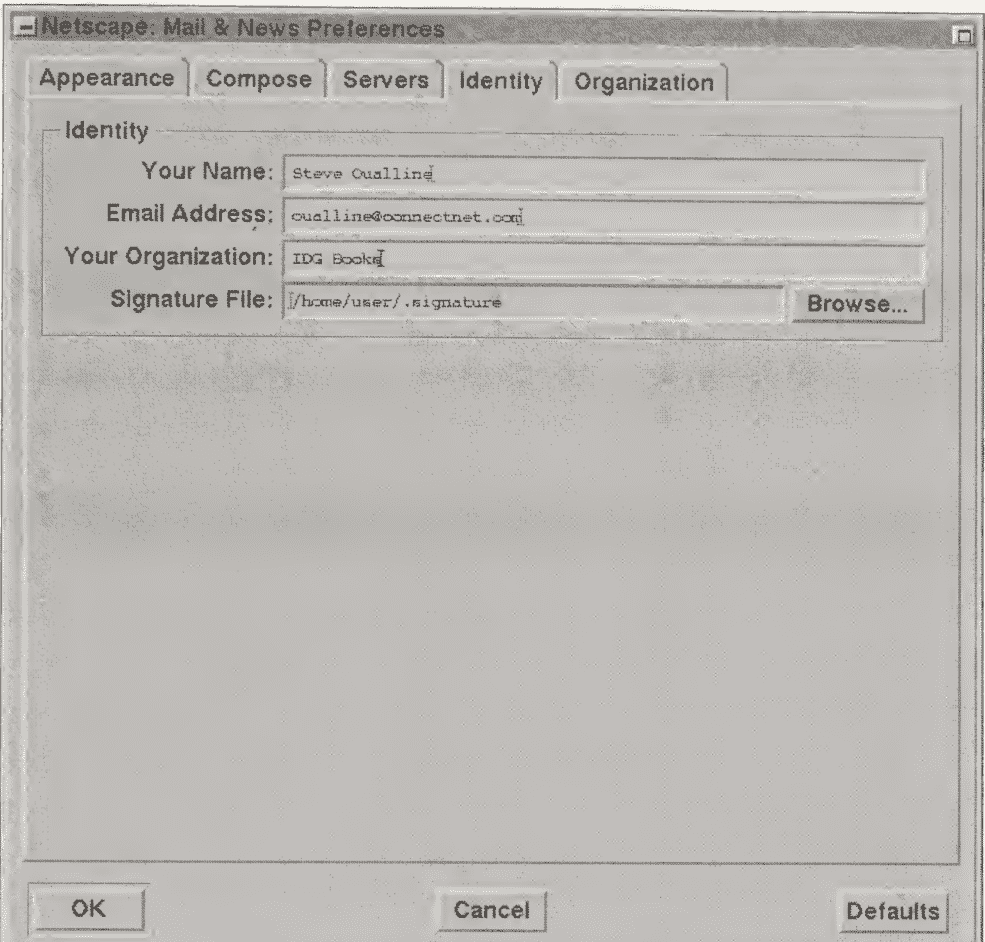 Netscape: Mail & News Preferences
Appearance Compose Servers Identity Organization
Identity
Your Name: Steve Oualline
Email Address: oualline@connectnet.com
Your Organization: IDG Books
Signature File: /home/user/.signature Browse...
OK Cancel Defaults